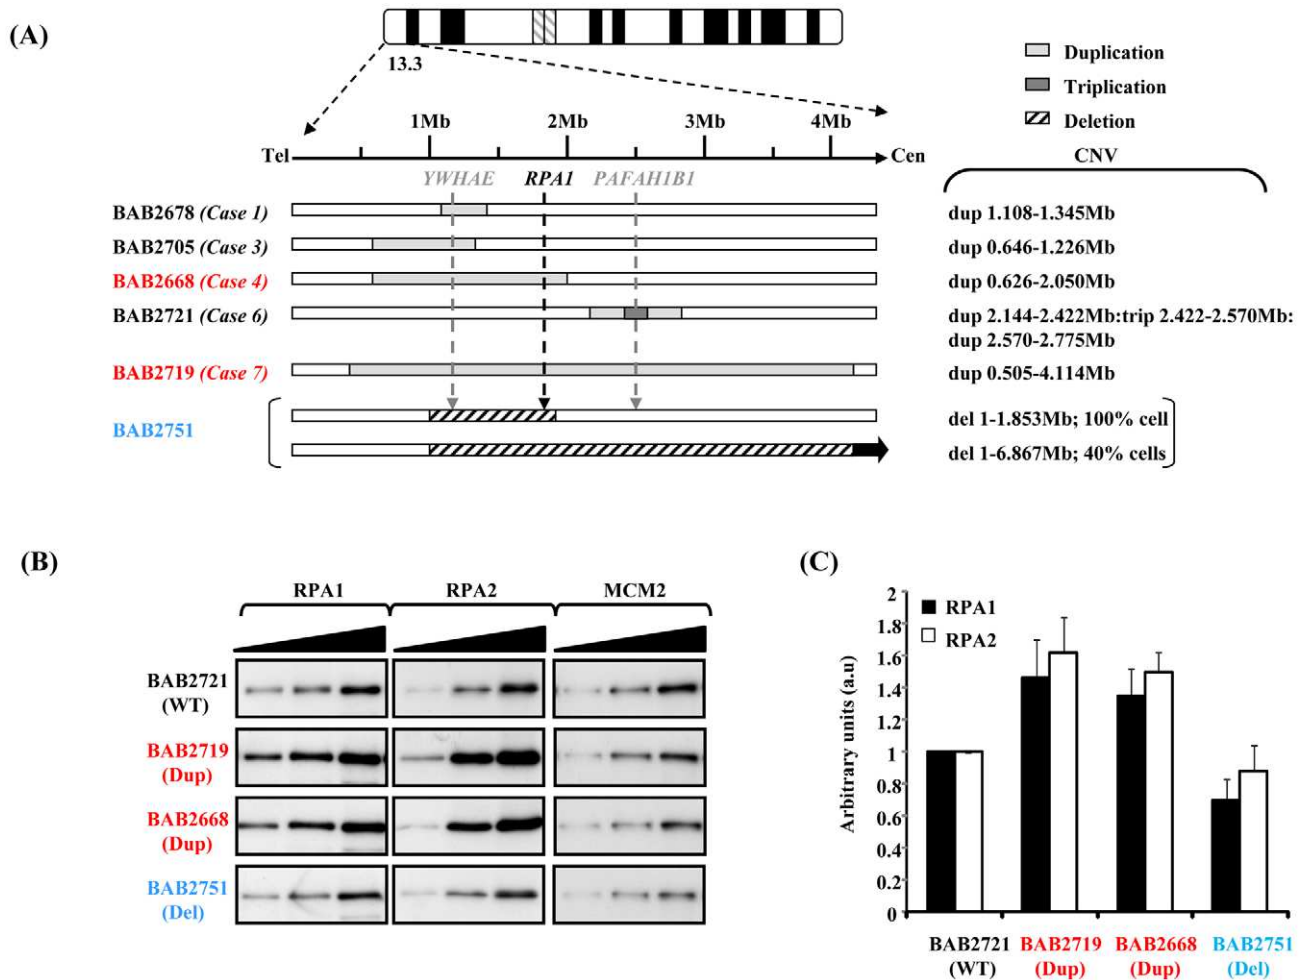 (A)
13.3
Duplication
Triplication
Deletion
1Mb 2Mb 3Mb 4Mb
Tel Cen
CNV
YWHAE RPA1 PAFAH1B1
BAB2678 (Case 1) dup 1.108-1.345Mb
BAB2705 (Case 3) dup 0.646-1.226Mb
BAB2668 (Case 4) dup 0.626-2.050Mb
BAB2721 (Case 6) dup 2.144-2.422Mb:trip 2.422-2.570Mb:
dup 2.570-2.775Mb
BAB2719 (Case 7) dup 0.505-4.114Mb
BAB2751
del 1-1.853Mb; 100% cell
del 1-6.867Mb; 40% cells
(B)
RPA1 RPA2 MCM2
BAB2721
(WT)
BAB2719
(Dup)
BAB2668
(Dup)
BAB2751
(Del)
(C)
Arbitrary units (a.u)
2
1.8
1.6
1.4
1.2
1
0.8
0.6
0.4
0.2
0
RPA1
RPA2
BAB2721 BAB2719 BAB2668 BAB2751
(WT) (Dup) (Dup) (Del)